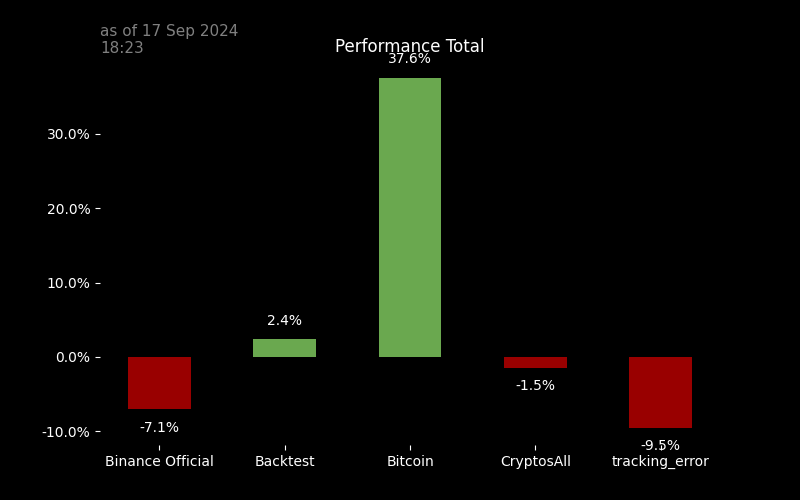 as of 17 Sep 2024
18:23
Performance Total
37.6%
30.0%
20.0%
10.0%
2.4%
0.0%
-1.5%
-7.1%
-10.0%
-9.5%
Binance Official
Backtest
Bitcoin
CryptosAll
tracking_error